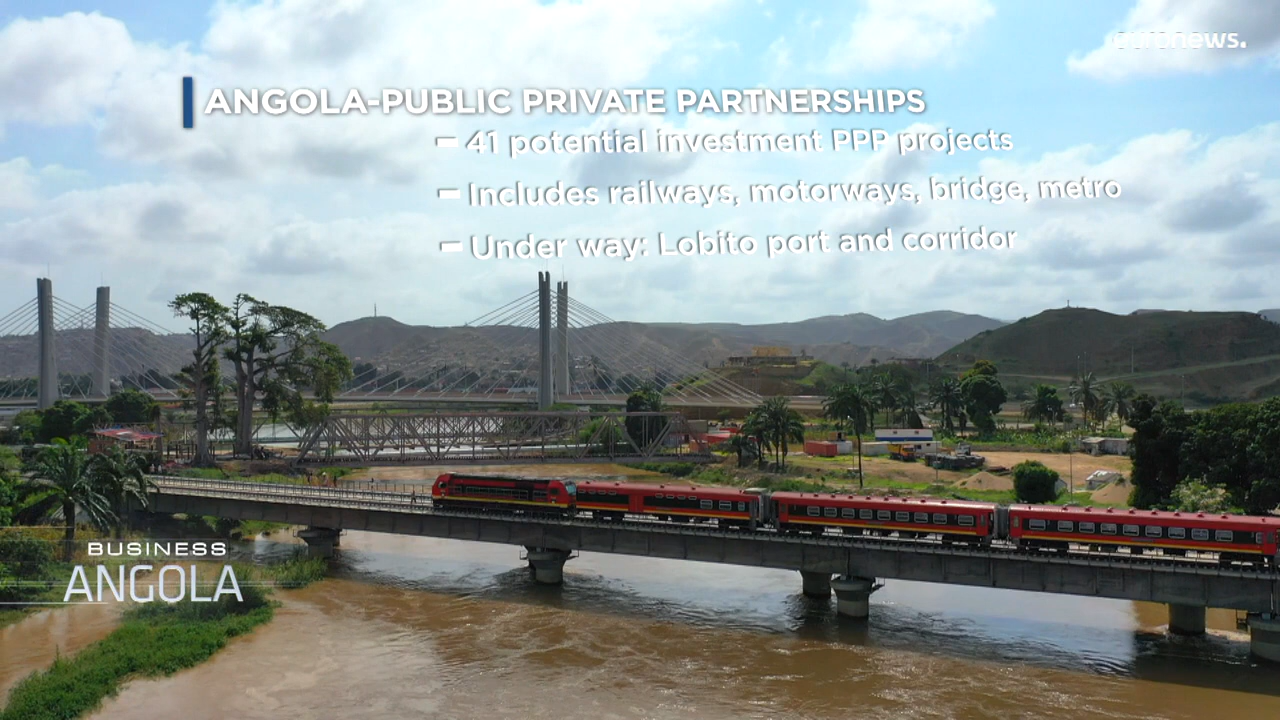 euronews.
ANGOLA-PUBLIC PRIVATE PARTNERSHIPS
- 41 potential investment PPP projects
- Includes railways, motorways, bridge, metro
- Under way: Lobito port and corridor
BUSINESS
ANGOLA